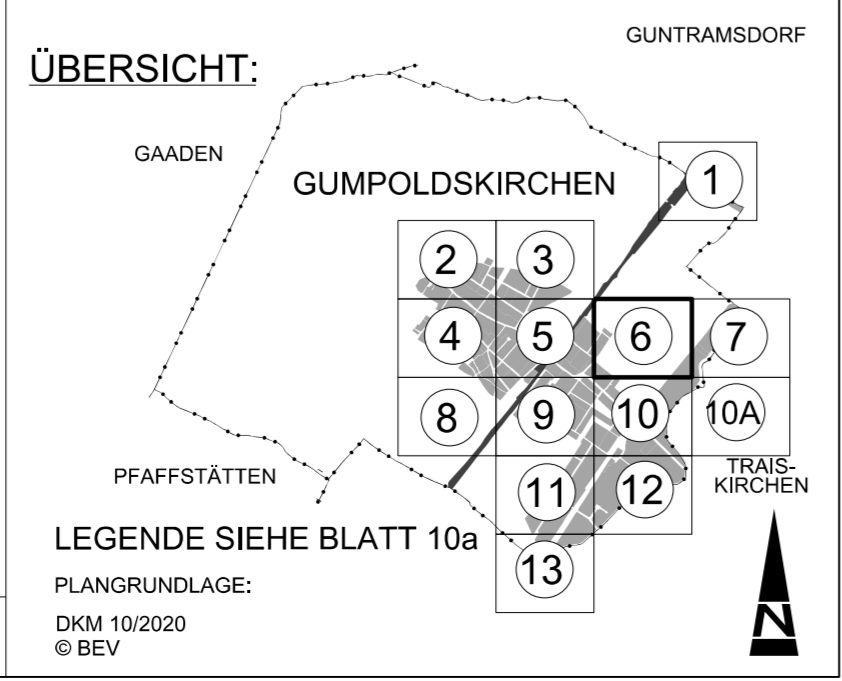 GUNTRAMSDORF
ÜBERSICHT:
GAADEN
GUMPOLDSKIRCHEN
1
2
3
4
5
6
7
8
9
10
10A
PFAFFSTÄTTEN
TRAIS-
KIRCHEN
11
12
LEGENDE SIEHE BLATT 10a
13
PLANGRUNDLAGE:
DKM 10/2020
© BEV
N